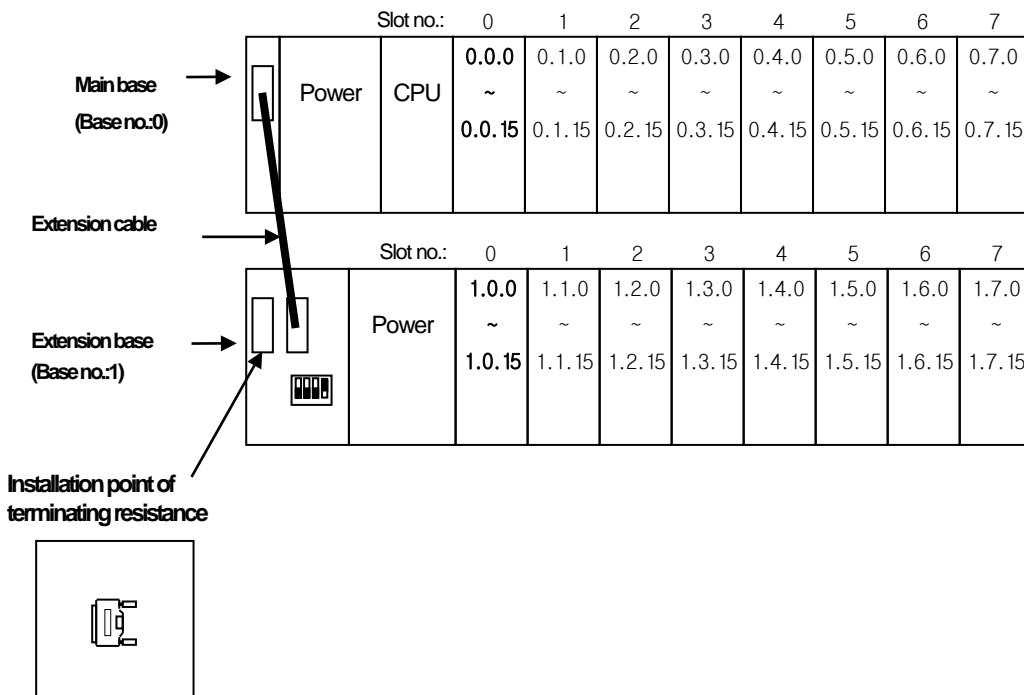 Slot no.: 0 1 2 3 4 5 6 7
Main base
(Base no.:0)
Power CPU
0.0.0 0.1.0 0.2.0 0.3.0 0.4.0 0.5.0 0.6.0 0.7.0
~ ~ ~ ~ ~ ~ ~ ~
0.0.15 0.1.15 0.2.15 0.3.15 0.4.15 0.5.15 0.6.15 0.7.15
Extension cable
Slot no.: 0 1 2 3 4 5 6 7
Extension base
(Base no.:1)
Power
1.0.0 1.1.0 1.2.0 1.3.0 1.4.0 1.5.0 1.6.0 1.7.0
~ ~ ~ ~ ~ ~ ~ ~
1.0.15 1.1.15 1.2.15 1.3.15 1.4.15 1.5.15 1.6.15 1.7.15
Installation point of
terminating resistance